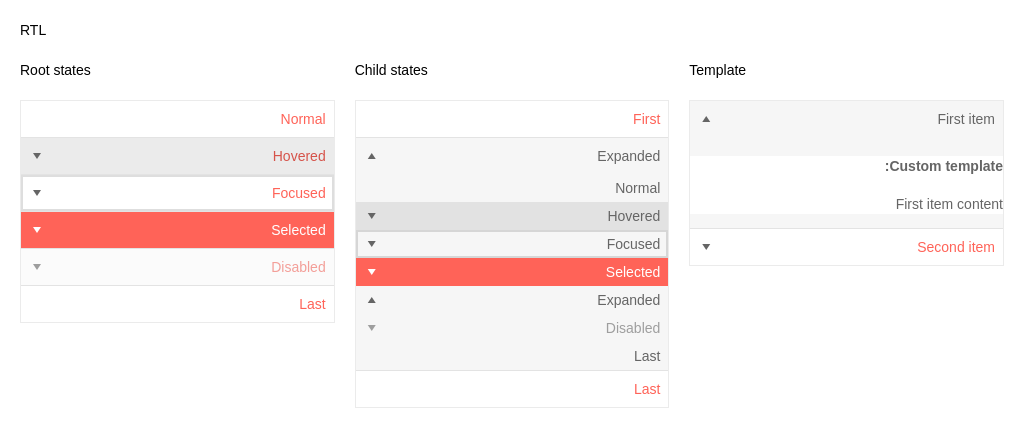 RTL
Root states
Normal
Hovered
Focused
Selected
Disabled
Last
Child states
First
Expanded
Normal
Hovered
Focused
Selected
Expanded
Disabled
Last
Last
Template
First item
:Custom template
First item content
Second item